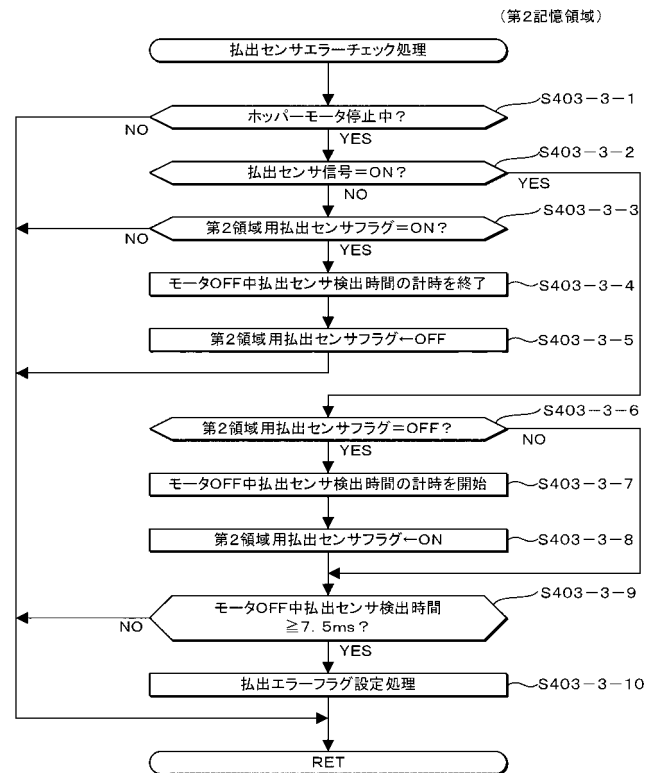 (第2記憶領域)
払出センサエラーチェック処理
S403-3-1
ホッパーモータ停止中?
NO
YES
S403-3-2
払出センサ信号=ON?
YES
NO
S403-3-3
第2領域用払出センサフラグ=ON?
NO
YES
モータOFF中払出センサ検出時間の計時を終了
S403-3-4
第2領域用払出センサフラグ←OFF
S403-3-5
S403-3-6
第2領域用払出センサフラグ=OFF?
NO
YES
モータOFF中払出センサ検出時間の計時を開始
S403-3-7
第2領域用払出センサフラグ←ON
S403-3-8
S403-3-9
モータOFF中払出センサ検出時間
≧7.5ms?
NO
YES
払出エラーフラグ設定処理
S403-3-10
RET